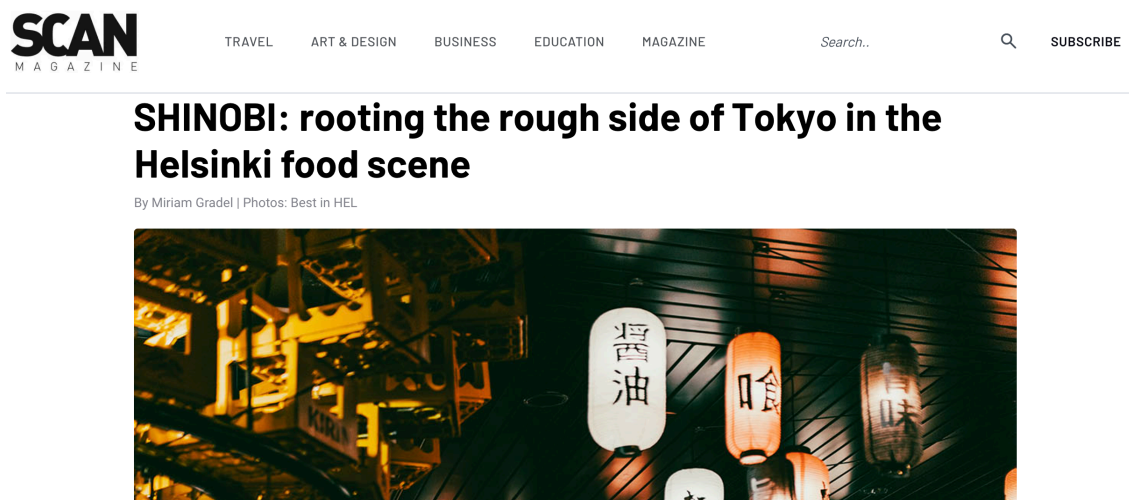 SCAN
MAGAZINE
TRAVEL ART & DESIGN BUSINESS EDUCATION MAGAZINE Search.. SUBSCRIBE
SHINOBI: rooting the rough side of Tokyo in the
Helsinki food scene
By Miriam Gradel | Photos: Best in HEL
醤油
喰
KIRIN